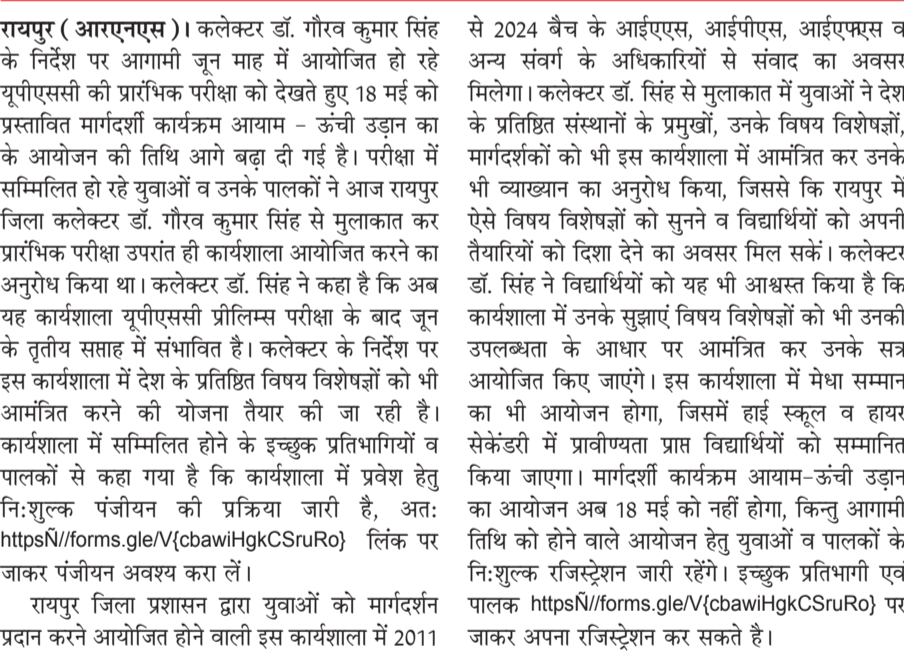 रायपुर ( आरएनएस )। कलेक्टर डॉ. गौरव कुमार सिंह
के निर्देश पर आगामी जून माह में आयोजित हो रहे
यूपीएससी की प्रारंभिक परीक्षा को देखते हुए 18 मई को
प्रस्तावित मार्गदर्शी कार्यक्रम आयाम - ऊंची उड़ान का
के आयोजन की तिथि आगे बढ़ा दी गई है। परीक्षा में
सम्मिलित हो रहे युवाओं व उनके पालकों ने आज रायपुर
जिला कलेक्टर डॉ. गौरव कुमार सिंह से मुलाकात कर
प्रारंभिक परीक्षा उपरांत ही कार्यशाला आयोजित करने का
अनुरोध किया था। कलेक्टर डॉ. सिंह ने कहा है कि अब
यह कार्यशाला यूपीएससी प्रीलिम्स परीक्षा के बाद जून
के तृतीय सप्ताह में संभावित है। कलेक्टर के निर्देश पर
इस कार्यशाला में देश के प्रतिष्ठित विषय विशेषज्ञों को भी
आमंत्रित करने की योजना तैयार की जा रही है।
कार्यशाला में सम्मिलित होने के इच्छुक प्रतिभागियों व
पालकों से कहा गया है कि कार्यशाला में प्रवेश हेतु
नि:शुल्क पंजीयन की प्रक्रिया जारी है, अत:
httpsÑ//forms.gle/V{cbawiHgkCSruRo} लिंक पर
जाकर पंजीयन अवश्य करा लें।
रायपुर जिला प्रशासन द्वारा युवाओं को मार्गदर्शन
प्रदान करने आयोजित होने वाली इस कार्यशाला में 2011
से 2024 बैच के आईएएस, आईपीएस, आईएफएस व
अन्य संवर्ग के अधिकारियों से संवाद का अवसर
मिलेगा। कलेक्टर डॉ. सिंह से मुलाकात में युवाओं ने देश
के प्रतिष्ठित संस्थानों के प्रमुखों, उनके विषय विशेषज्ञों,
मार्गदर्शकों को भी इस कार्यशाला में आमंत्रित कर उनके
भी व्याख्यान का अनुरोध किया, जिससे कि रायपुर में
ऐसे विषय विशेषज्ञों को सुनने व विद्यार्थियों को अपनी
तैयारियों को दिशा देने का अवसर मिल सकें। कलेक्टर
डॉ. सिंह ने विद्यार्थियों को यह भी आश्वस्त किया है कि
कार्यशाला में उनके सुझाएं विषय विशेषज्ञों को भी उनकी
उपलब्धता के आधार पर आमंत्रित कर उनके सत्र
आयोजित किए जाएंगे। इस कार्यशाला में मेधा सम्मान
का भी आयोजन होगा, जिसमें हाई स्कूल व हायर
सेकेंडरी में प्रावीण्यता प्राप्त विद्यार्थियों को सम्मानित
किया जाएगा। मार्गदर्शी कार्यक्रम आयाम-ऊंची उड़ान
का आयोजन अब 18 मई को नहीं होगा, किन्तु आगामी
तिथि को होने वाले आयोजन हेतु युवाओं व पालकों के
नि:शुल्क रजिस्ट्रेशन जारी रहेंगे। इच्छुक प्रतिभागी एवं
पालक httpsÑ//forms.gle/V{cbawiHgkCSruRo} पर
जाकर अपना रजिस्ट्रेशन कर सकते है।